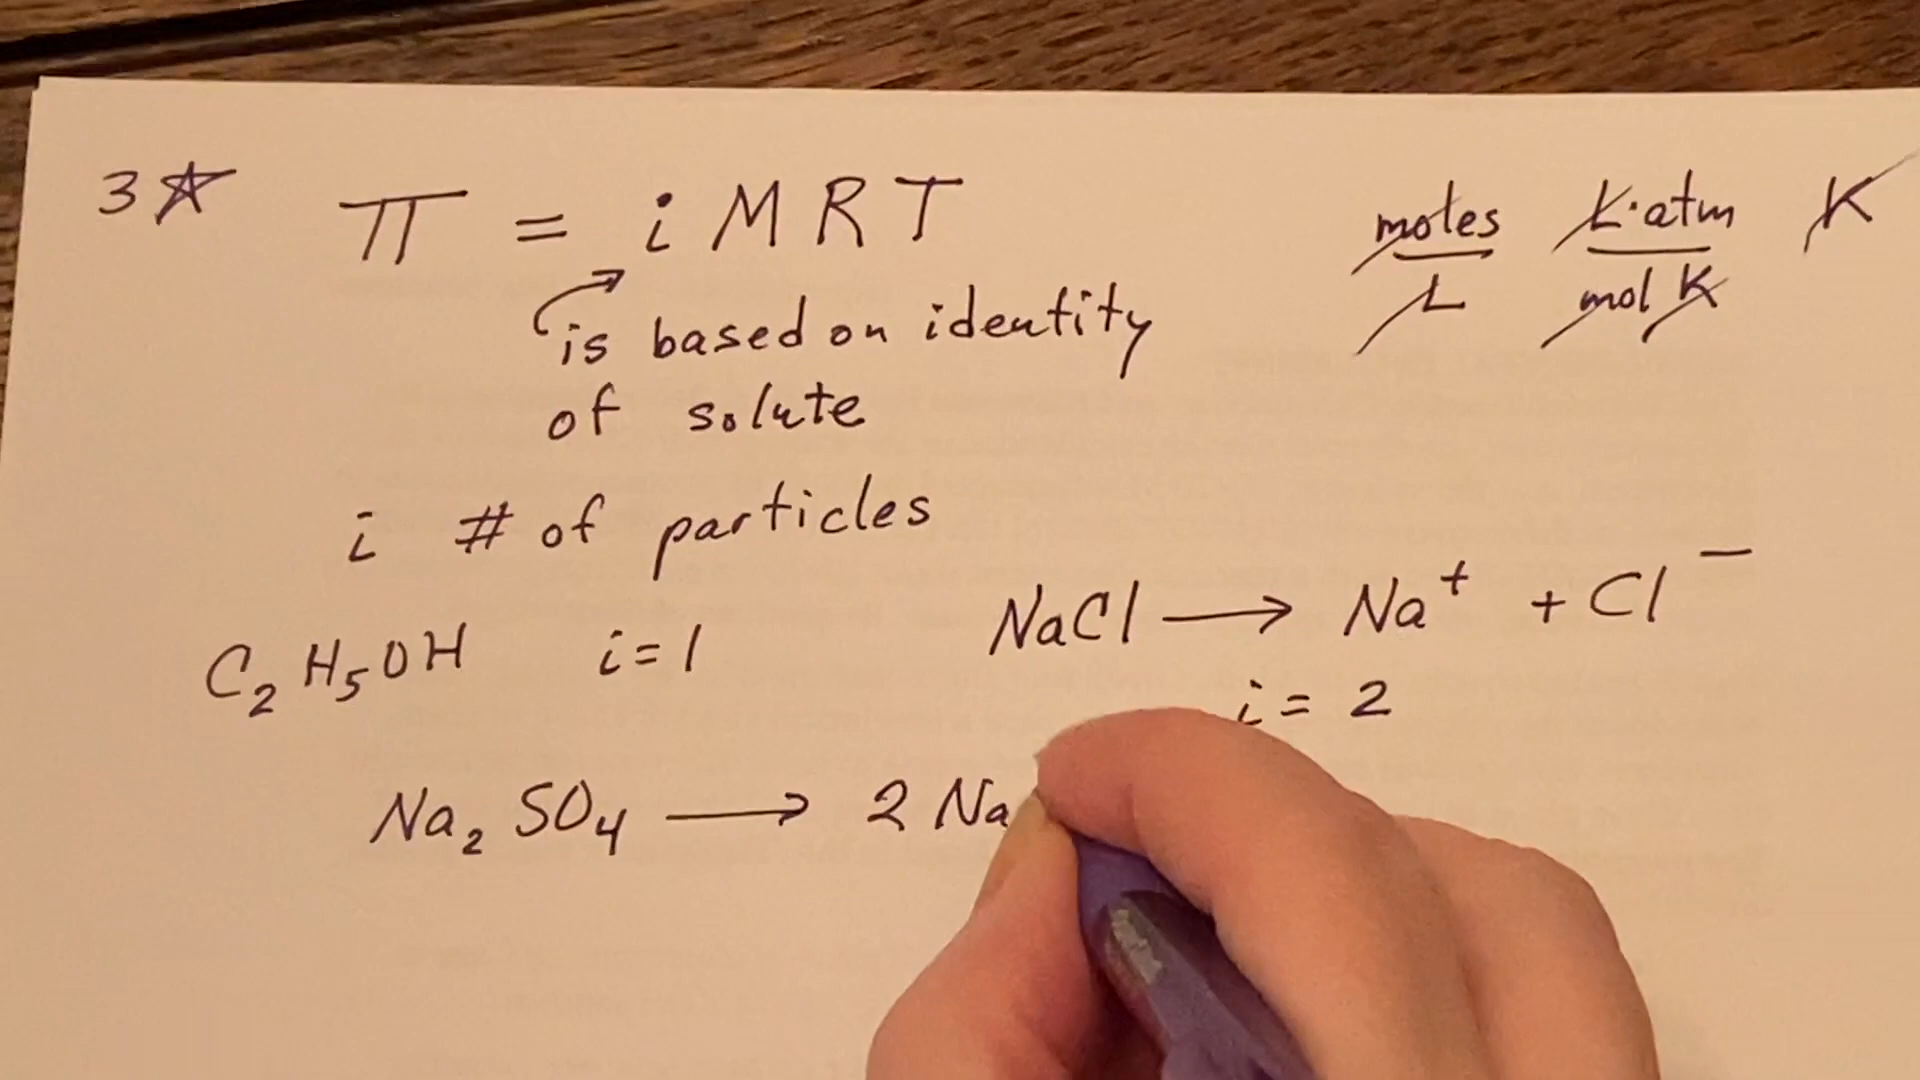 3☆ π = i M R T
moles L·atm K
L mol K
is based on identity
of solute
i # of particles
NaCl → Na⁺ + Cl⁻
C₂H₅OH i=1
i = 2
Na₂SO₄ → 2 Na